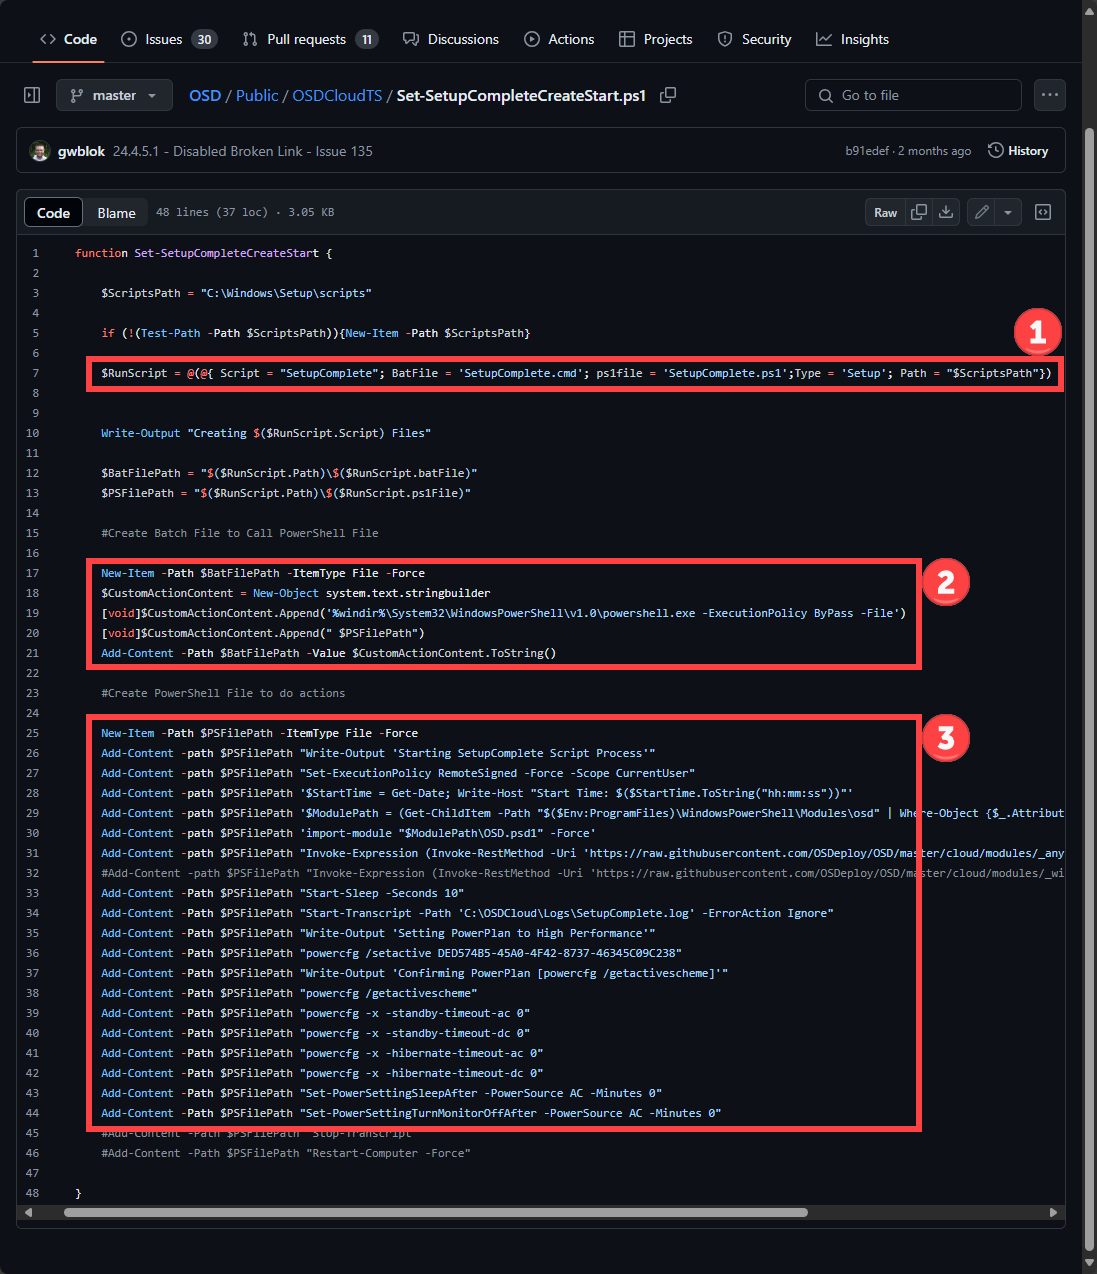 Code Issues 30 Pull requests 11 Discussions Actions Projects Security Insights
master OSD / Public / OSDCloudTS / Set-SetupCompleteCreateStart.ps1 Go to file
gwblok 24.4.5.1 - Disabled Broken Link - Issue 135 b91edef · 2 months ago History
Code Blame 48 lines (37 loc) · 3.05 KB Raw
1 function Set-SetupCompleteCreateStart {
2
3 $ScriptsPath = "C:\Windows\Setup\scripts"
4
5 if (!(Test-Path -Path $ScriptsPath)){New-Item -Path $ScriptsPath}
1
6
7 $RunScript = @(@{ Script = "SetupComplete"; BatFile = 'SetupComplete.cmd'; ps1file = 'SetupComplete.ps1';Type = 'Setup'; Path = "$ScriptsPath"})
8
9
10 Write-Output "Creating $($RunScript.Script) Files"
11
12 $BatFilePath = "$($RunScript.Path)\$($RunScript.batFile)"
13 $PSFilePath = "$($RunScript.Path)\$($RunScript.ps1File)"
14
15 #Create Batch File to Call PowerShell File
16
17 New-Item -Path $BatFilePath -ItemType File -Force
2
18 $CustomActionContent = New-Object system.text.stringbuilder
19 [void]$CustomActionContent.Append('%windir%\System32\WindowsPowerShell\v1.0\powershell.exe -ExecutionPolicy ByPass -File')
20 [void]$CustomActionContent.Append(" $PSFilePath")
21 Add-Content -Path $BatFilePath -Value $CustomActionContent.ToString()
22
23 #Create PowerShell File to do actions
24
25 New-Item -Path $PSFilePath -ItemType File -Force
3
26 Add-Content -path $PSFilePath "Write-Output 'Starting SetupComplete Script Process'"
27 Add-Content -path $PSFilePath "Set-ExecutionPolicy RemoteSigned -Force -Scope CurrentUser"
28 Add-Content -path $PSFilePath '$StartTime = Get-Date; Write-Host "Start Time: $($StartTime.ToString("hh:mm:ss"))"'
29 Add-Content -path $PSFilePath '$ModulePath = (Get-ChildItem -Path "$($Env:ProgramFiles)\WindowsPowerShell\Modules\osd" | Where-Object {$_.Attribut
30 Add-Content -path $PSFilePath 'import-module "$ModulePath\OSD.psd1" -Force'
31 Add-Content -path $PSFilePath "Invoke-Expression (Invoke-RestMethod -Uri 'https://raw.githubusercontent.com/OSDeploy/OSD/master/cloud/modules/_any
32 #Add-Content -path $PSFilePath "Invoke-Expression (Invoke-RestMethod -Uri 'https://raw.githubusercontent.com/OSDeploy/OSD/master/cloud/modules/_wi
33 Add-Content -Path $PSFilePath "Start-Sleep -Seconds 10"
34 Add-Content -Path $PSFilePath "Start-Transcript -Path 'C:\OSDCloud\Logs\SetupComplete.log' -ErrorAction Ignore"
35 Add-Content -Path $PSFilePath "Write-Output 'Setting PowerPlan to High Performance'"
36 Add-Content -Path $PSFilePath "powercfg /setactive DED574B5-45A0-4F42-8737-46345C09C238"
37 Add-Content -Path $PSFilePath "Write-Output 'Confirming PowerPlan [powercfg /getactivescheme]'"
38 Add-Content -Path $PSFilePath "powercfg /getactivescheme"
39 Add-Content -Path $PSFilePath "powercfg -x -standby-timeout-ac 0"
40 Add-Content -Path $PSFilePath "powercfg -x -standby-timeout-dc 0"
41 Add-Content -Path $PSFilePath "powercfg -x -hibernate-timeout-ac 0"
42 Add-Content -Path $PSFilePath "powercfg -x -hibernate-timeout-dc 0"
43 Add-Content -Path $PSFilePath "Set-PowerSettingSleepAfter -PowerSource AC -Minutes 0"
44 Add-Content -Path $PSFilePath "Set-PowerSettingTurnMonitorOffAfter -PowerSource AC -Minutes 0"
45 #Add-Content -Path $PSFilePath "Stop-Transcript"
46 #Add-Content -Path $PSFilePath "Restart-Computer -Force"
47
48 }